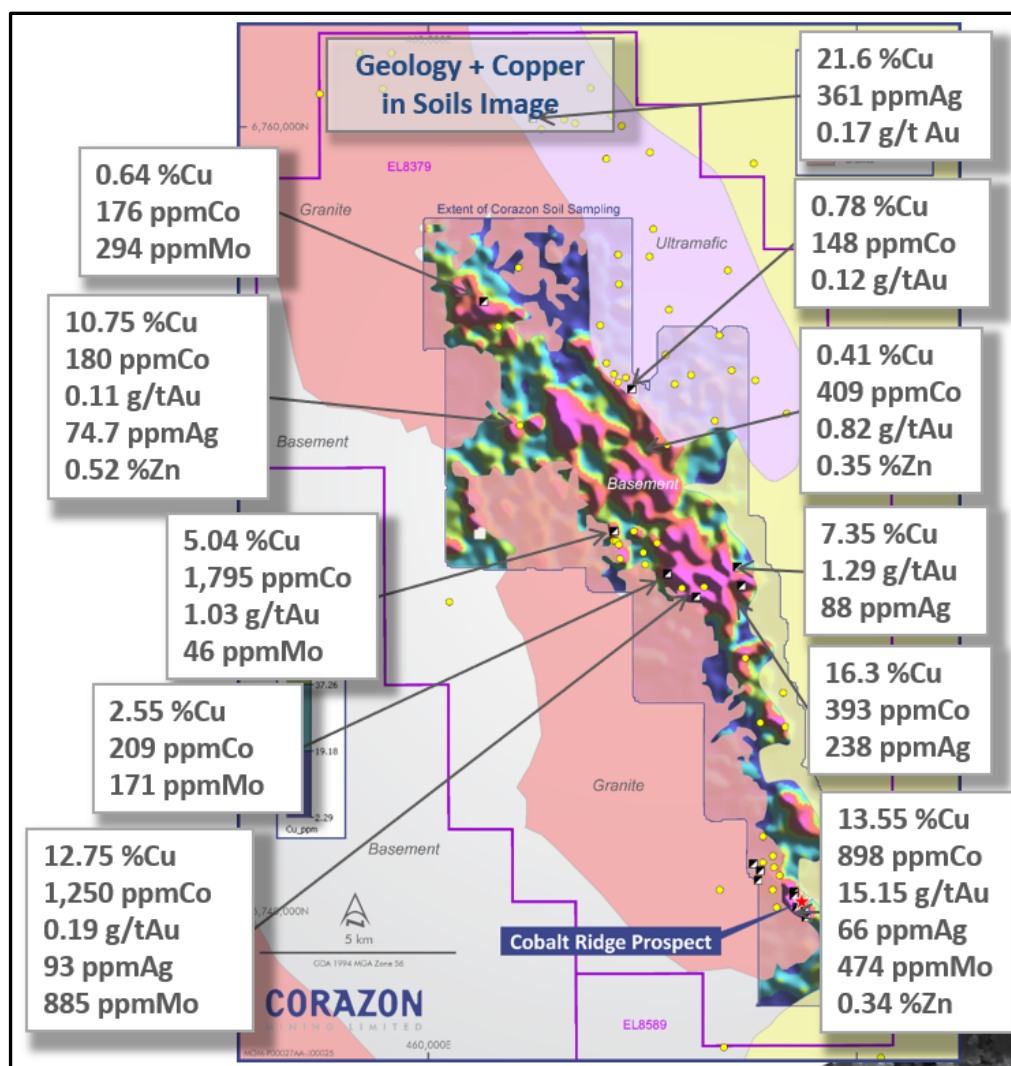 Geology + Copper
in Soils Image
6,760,000N
EL8379
Granite
Extent of Corazon Soil Sampling
Ultramafic
21.6 %Cu
361 ppmAg
0.17 g/t Au
0.64 %Cu
176 ppmCo
294 ppmMo
0.78 %Cu
148 ppmCo
0.12 g/tAu
10.75 %Cu
180 ppmCo
0.11 g/tAu
74.7 ppmAg
0.52 %Zn
Basement
0.41 %Cu
409 ppmCo
0.82 g/tAu
0.35 %Zn
Basement
5.04 %Cu
1,795 ppmCo
1.03 g/tAu
46 ppmMo
7.35 %Cu
1.29 g/tAu
88 ppmAg
37.26
19.18
2.29
Cu_ppm
2.55 %Cu
209 ppmCo
171 ppmMo
16.3 %Cu
393 ppmCo
238 ppmAg
Granite
Basement
12.75 %Cu
1,250 ppmCo
0.19 g/tAu
93 ppmAg
885 ppmMo
13.55 %Cu
898 ppmCo
15.15 g/tAu
66 ppmAg
474 ppmMo
0.34 %Zn
6,740,000N
5 km
GDA 1994 MGA Zone 56
Cobalt Ridge Prospect
CORAZON
MINING LIMITED
EL8589
460,000E